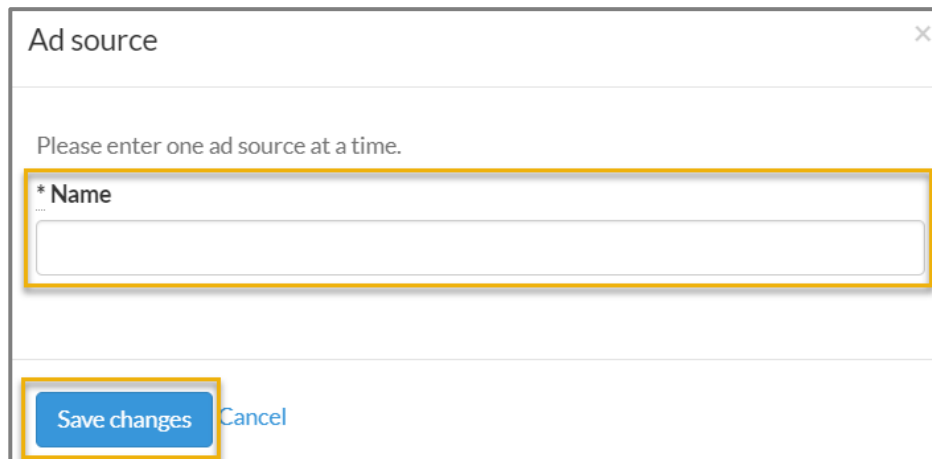 Ad source
×
Please enter one ad source at a time.
* Name
Save changes Cancel